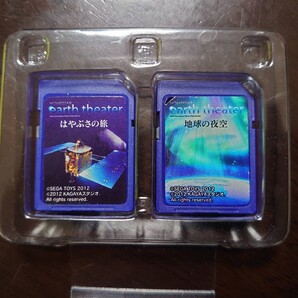 earth theater
はやぶさの旅
©SEGA TOYS 2012
©2012 KAGAYAスタジオ.
All rights reserved.
earth theater
地球の夜空
©SEGA TOYS 2012
©2012 KAGAYAスタジオ.
All rights reserved.